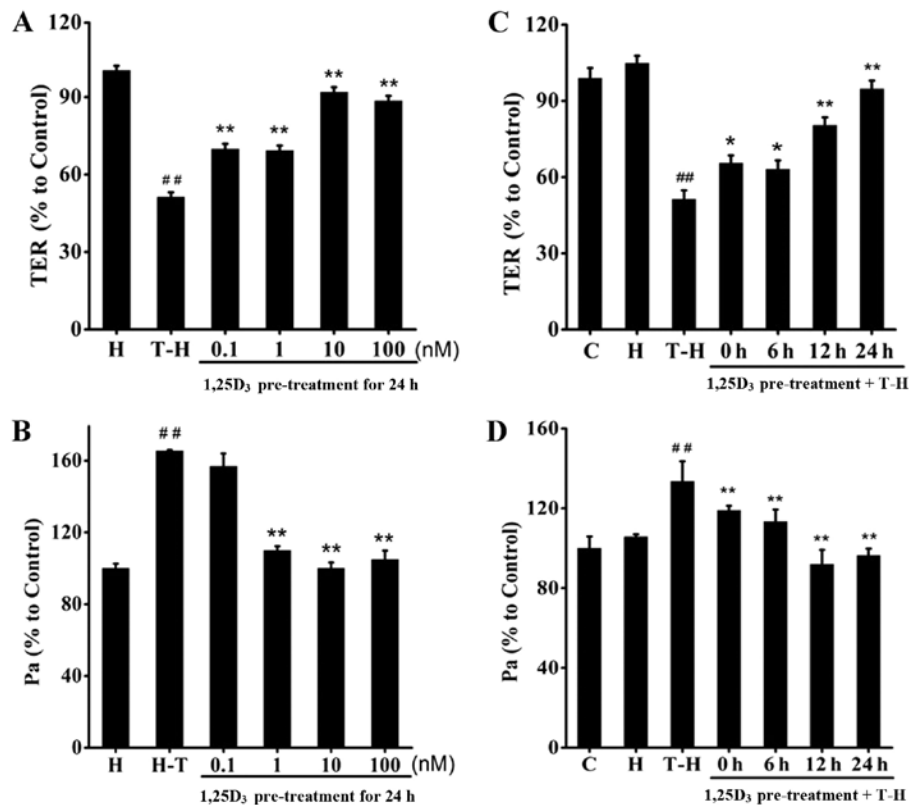 A
TER (% to Control)
120
90
60
30
0
##
**
**
**
**
H T-H 0.1 1 10 100 (nM)
1,25D₃ pre-treatment for 24 h
C
TER (% to Control)
120
90
60
30
0
##
*
*
**
**
C H T-H 0 h 6 h 12 h 24 h
1,25D₃ pre-treatment + T-H
B
Pa (% to Control)
160
120
80
40
0
##
**
**
**
H H-T 0.1 1 10 100 (nM)
1,25D₃ pre-treatment for 24 h
D
Pa (% to Control)
160
120
80
40
0
##
**
**
**
**
C H T-H 0 h 6 h 12 h 24 h
1,25D₃ pre-treatment + T-H